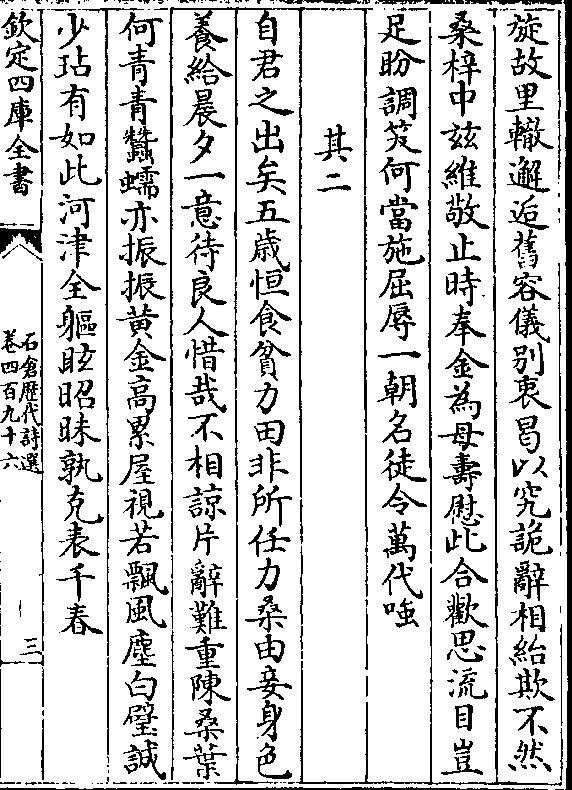 旋故里轍邂逅舊容儀别衷曷以究詭辭相紿欺不然
桑梓中兹維敬止時奉金為母壽慰此合歡思流目豈
足盼調笑何當施屈辱一朝名徒令萬代嗤
其二
自君之出矣五歳恒食貧力田非所任力桑由妾身色
養給晨夕一意待良人惜哉不相諒片辭難重陳桑葉
何青青蠶蠕亦振振黄金高累屋視若飄風塵白璧誠
少玷有如此河津全軀眩昭昧孰克表千春
欽定四庫全書
石倉歴代詩選
卷四百九十六
三